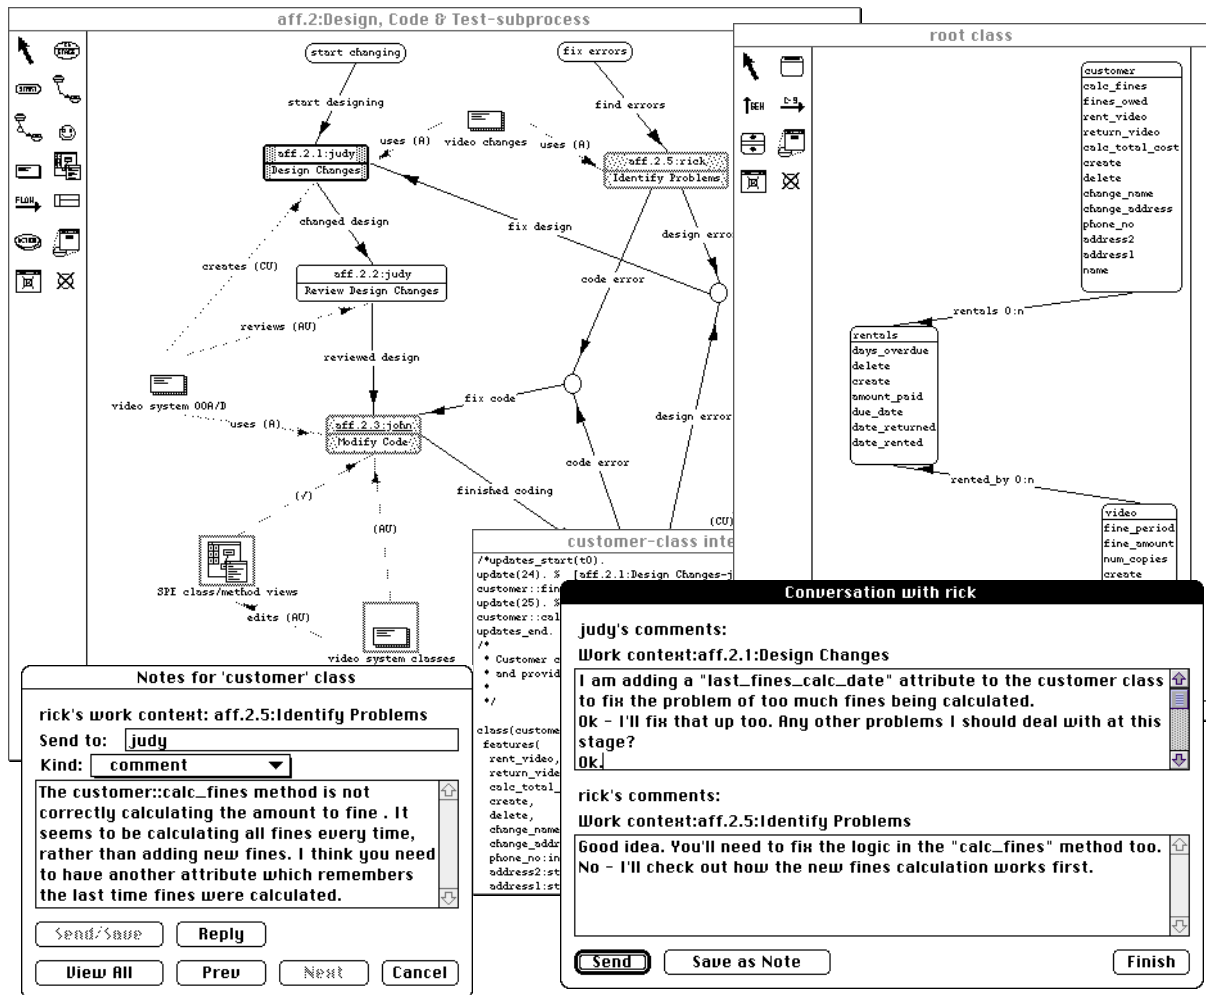 aff.2:Design, Code & Test-subprocess
start changing
fix errors
start designing
find errors
uses (A)
video changes
uses (A)
aff.2.1:judy
Design Changes
aff.2.5:rick
Identify Problems
changed design
fix design
design erro
creates (CU)
code error
aff.2.2:judy
Review Design Changes
reviews (AU)
reviewed design
video system OOA/D
fix code
uses (A)
design error
aff.2.3:john
Modify Code
code error
finished coding
(√)
(AU)
(CU)
SPE class/method views
edits (AU)
video system classes
START
FLOW
ACTION
root class
GEN
customer
calc_fines
fines_owed
rent_video
return_video
calc_total_cost
create
delete
change_name
change_address
phone_no
address2
address1
name
rentals 0:n
rentals
days_overdue
delete
create
amount_paid
due_date
date_returned
date_rented
rented_by 0:n
video
fine_period
fine_amount
num_copies
create
customer-class inte
/*updates_start(t0).
update(24). % [aff.2.1:Design Changes-j
customer::fin
update(25). %
customer::cal
updates_end.
/*
* Customer c
* and provid
*
*/
class(custome
features(
rent_video,
return_vide
calc_total_
create,
delete,
change_name
change_addr
phone_no:in
address2:st
address1:st
Notes for 'customer' class
rick's work context: aff.2.5:Identify Problems
Send to: judy
Kind: comment
The customer::calc_fines method is not
correctly calculating the amount to fine . It
seems to be calculating all fines every time,
rather than adding new fines. I think you need
to have another attribute which remembers
the last time fines were calculated.
Send/Save Reply
View All Prev Next Cancel
Conversation with rick
judy's comments:
Work context:aff.2.1:Design Changes
I am adding a "last_fines_calc_date" attribute to the customer class
to fix the problem of too much fines being calculated.
Ok - I'll fix that up too. Any other problems I should deal with at this
stage?
Ok.
rick's comments:
Work context:aff.2.5:Identify Problems
Good idea. You'll need to fix the logic in the "calc_fines" method too.
No - I'll check out how the new fines calculation works first.
Send Save as Note Finish